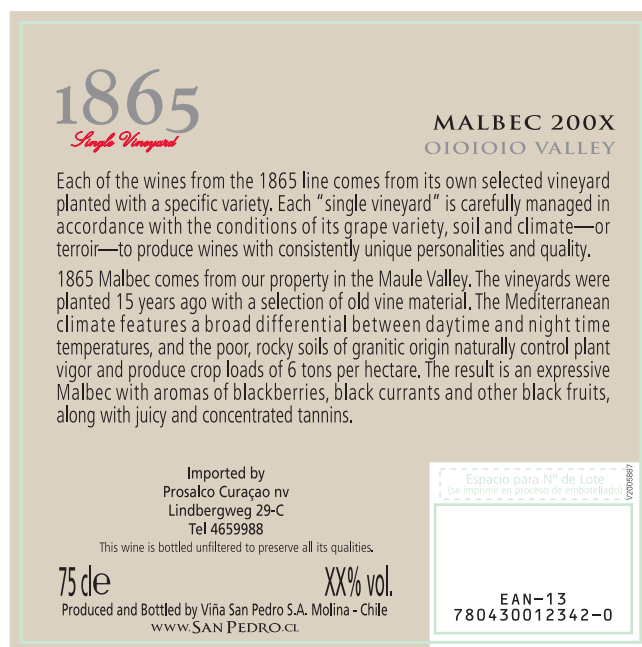 1865
Single Vineyard
MALBEC 200X
OIOIOIO VALLEY
Each of the wines from the 1865 line comes from its own selected vineyard
planted with a specific variety. Each “single vineyard” is carefully managed in
accordance with the conditions of its grape variety, soil and climate—or
terroir—to produce wines with consistently unique personalities and quality.
1865 Malbec comes from our property in the Maule Valley. The vineyards were
planted 15 years ago with a selection of old vine material. The Mediterranean
climate features a broad differential between daytime and night time
temperatures, and the poor, rocky soils of granitic origin naturally control plant
vigor and produce crop loads of 6 tons per hectare. The result is an expressive
Malbec with aromas of blackberries, black currants and other black fruits,
along with juicy and concentrated tannins.
Imported by
Prosalco Curaçao nv
Lindbergweg 29-C
Tel 4659988
This wine is bottled unfiltered to preserve all its qualities.
75 cl℮
XX% vol.
Produced and Bottled by Viña San Pedro S.A. Molina - Chile
WWW.SAN PEDRO.CL
Espacio para Nº de Lote
(se imprime en proceso de embotellado)
V2005887
EAN-13
780430012342-0